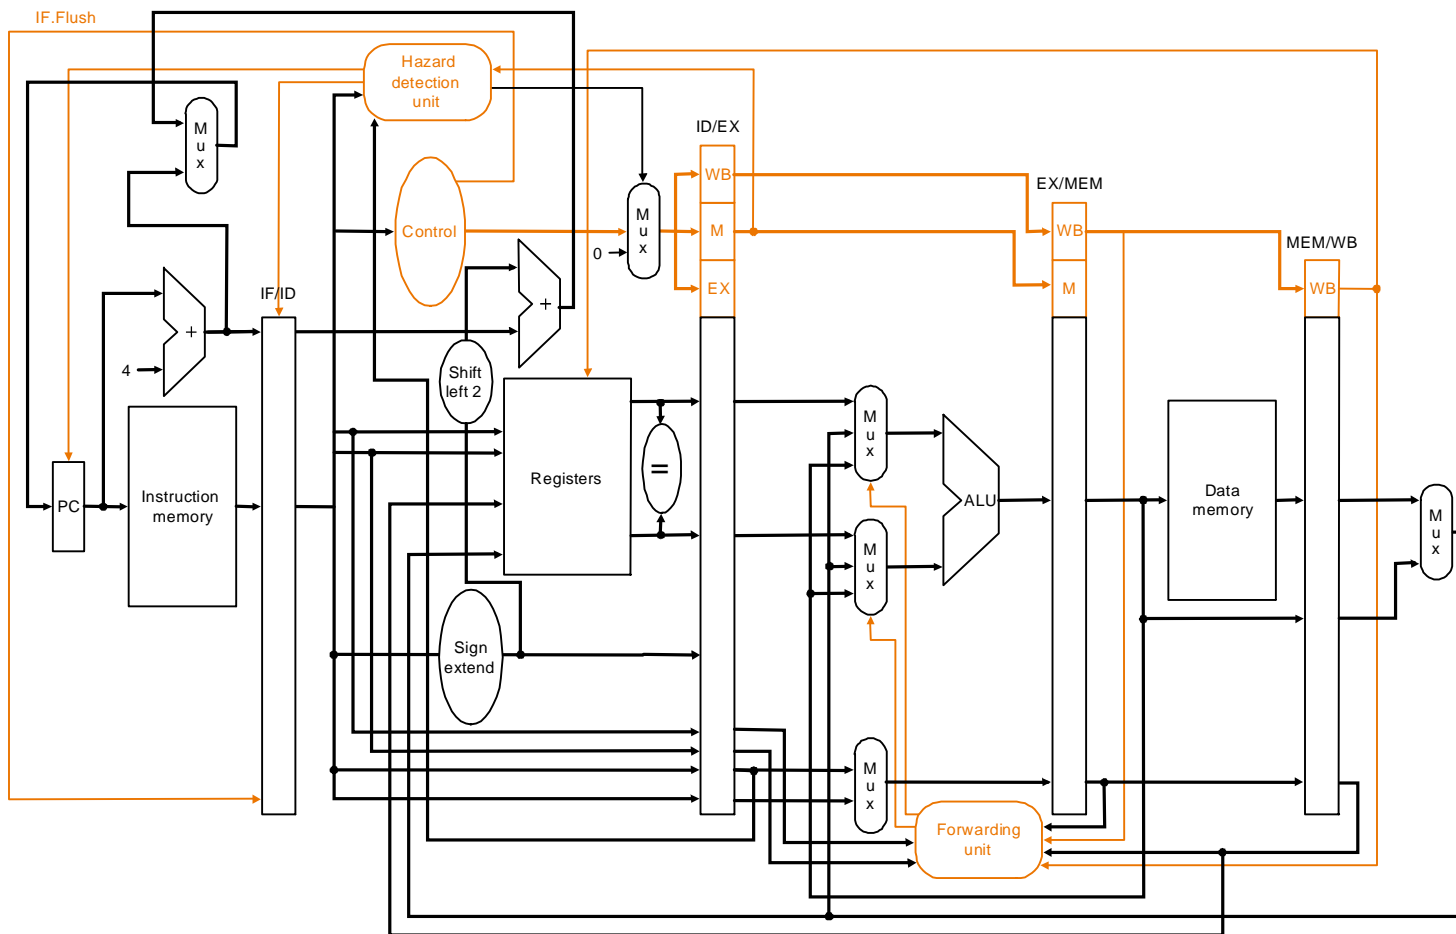 IF.Flush
Hazard
detection
unit
M
u
x
ID/EX
WB
EX/MEM
M
u
x
Control
M
WB
MEM/WB
0
IF/ID
EX
M
WB
+
+
4
Shift
left 2
M
u
x
Registers
=
PC
Instruction
memory
ALU
Data
memory
M
u
x
M
u
x
Sign
extend
M
u
x
Forwarding
unit